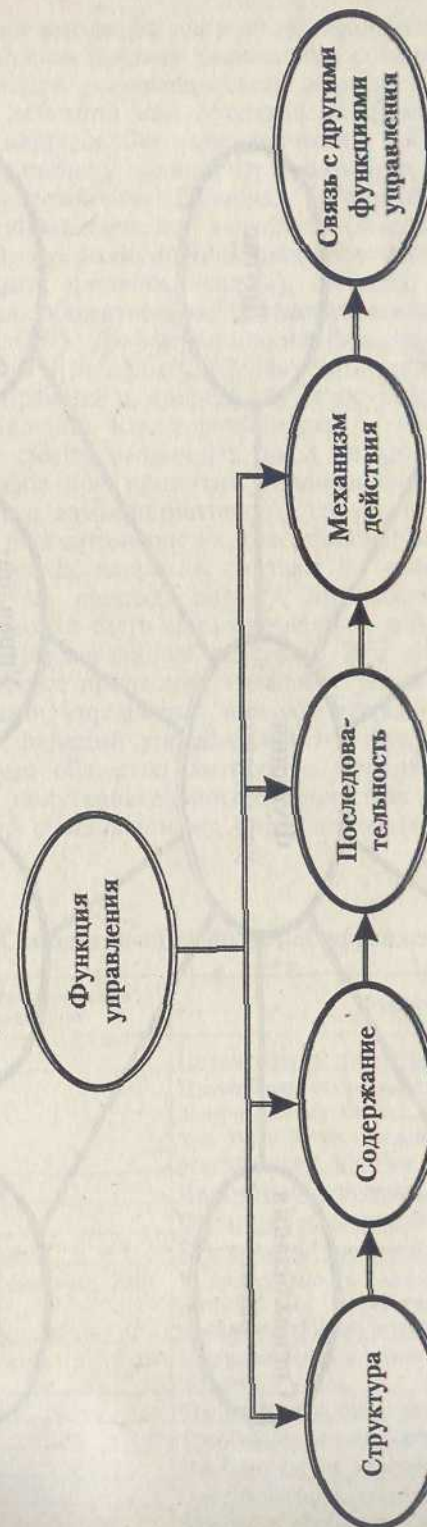 Функция
управления
Структура
Содержание
Последова-
тельность
Механизм
действия
Связь с другими
функциями
управления